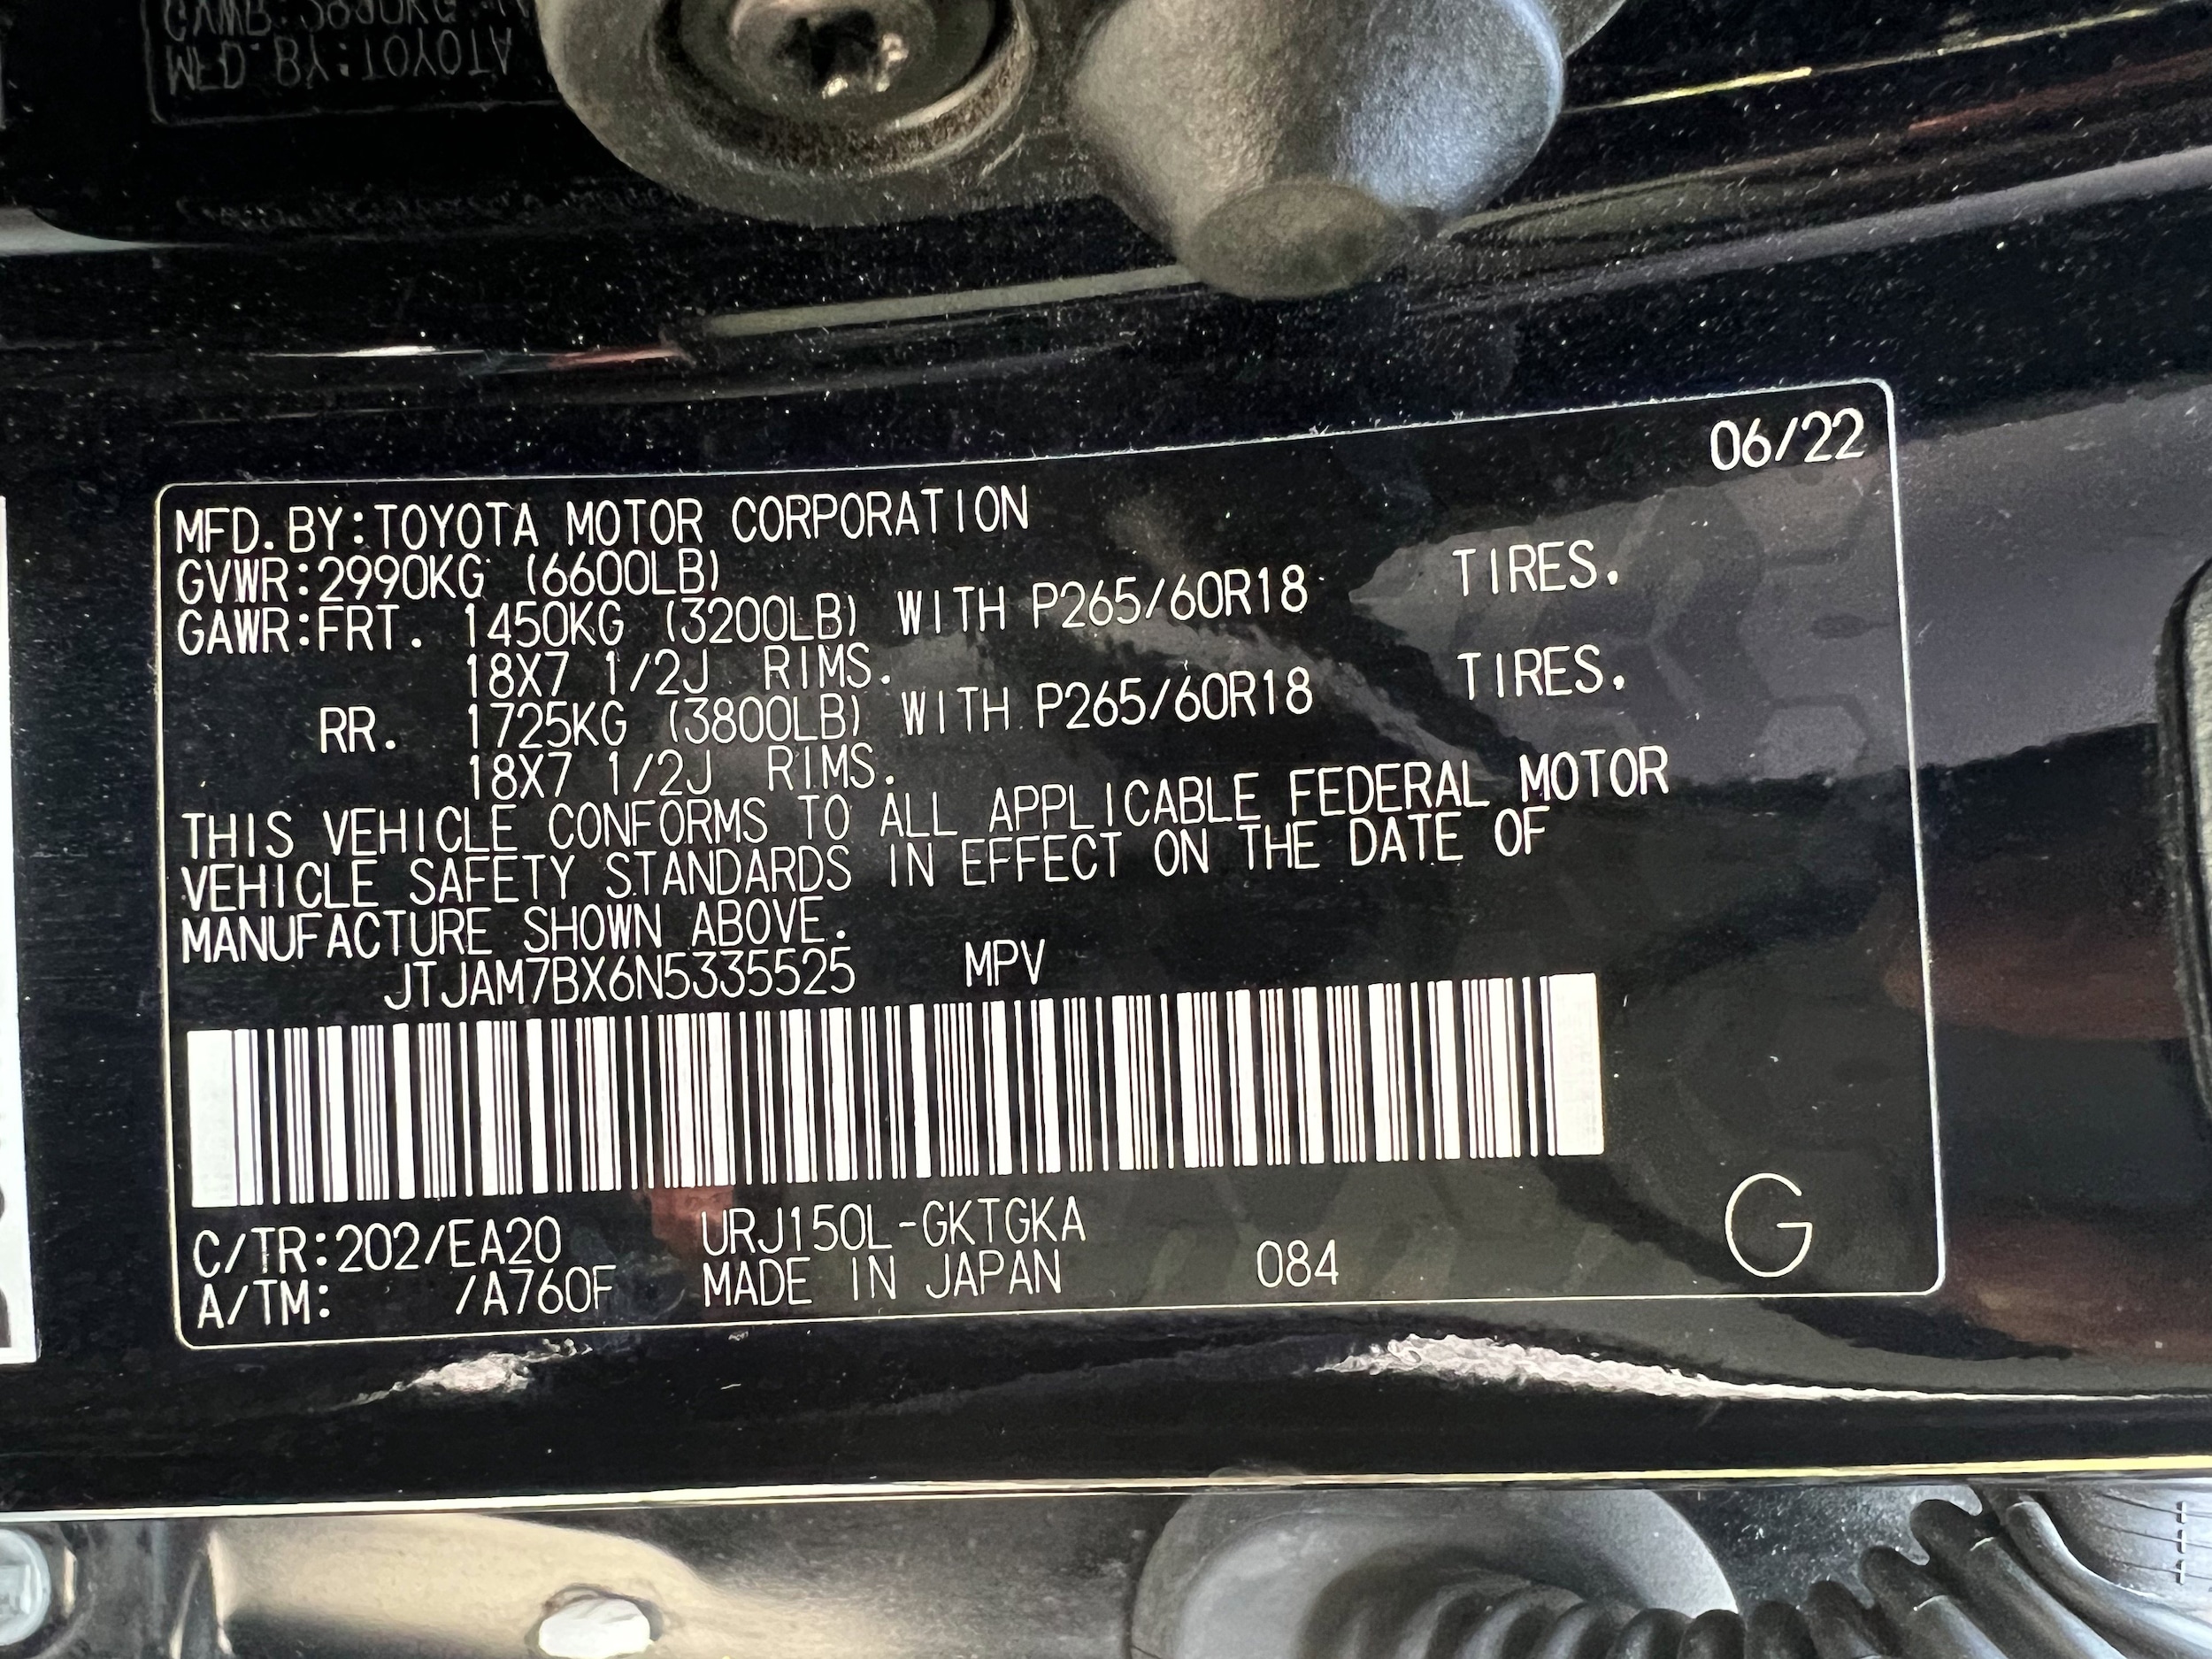 MFD.BY:TOYOTA
06/22
MFD.BY:TOYOTA MOTOR CORPORATION
GVWR:2990KG (6600LB)
GAWR:FRT. 1450KG (3200LB) WITH P265/60R18 TIRES.
18X7 1/2J RIMS.
RR. 1725KG (3800LB) WITH P265/60R18 TIRES.
18X7 1/2J RIMS.
THIS VEHICLE CONFORMS TO ALL APPLICABLE FEDERAL MOTOR
VEHICLE SAFETY STANDARDS IN EFFECT ON THE DATE OF
MANUFACTURE SHOWN ABOVE.
JTJAM7BX6N5335525 MPV
C/TR:202/EA20 URJ150L-GKTGKA
A/TM: /A760F MADE IN JAPAN 084 G